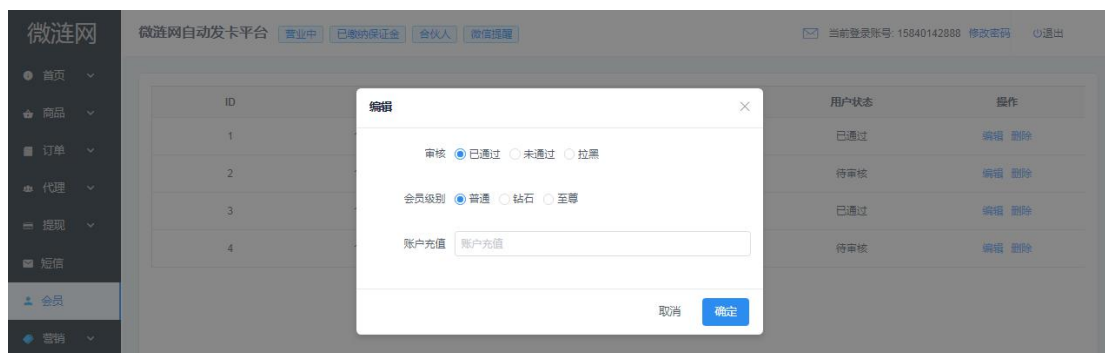 微涟网
微涟网自动发卡平台 营业中 已缴纳保证金 合伙人 微信提醒 当前登录账号: 15840142888 修改密码 退出
首页
商品
订单
代理
提现
短信
会员
营销
ID 用户状态 操作
1 已通过 编辑 删除
2 待审核 编辑 删除
3 已通过 编辑 删除
4 待审核 编辑 删除
编辑
审核 已通过 未通过 拉黑
会员级别 普通 钻石 至尊
账户充值 账户充值
取消 确定